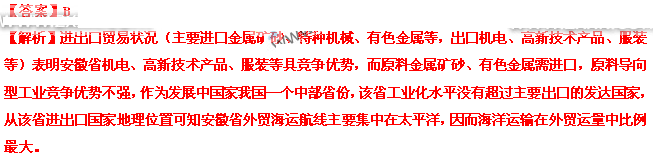 【答案】B
【解析】进出口贸易状况（主要进口金属矿砂、特种机械、有色金属等，出口机电、高新技术产品、服装
等）表明安徽省机电、高新技术产品、服装等具竞争优势，而原料金属矿砂、有色金属需进口，原料导向
型工业竞争优势不强，作为发展中国家我国一个中部省份，该省工业化水平没有超过主要出口的发达国家，
从该省进出口国家地理位置可知安徽省外贸海运航线主要集中在太平洋，因而海洋运输在外贸运量中比例
最大。